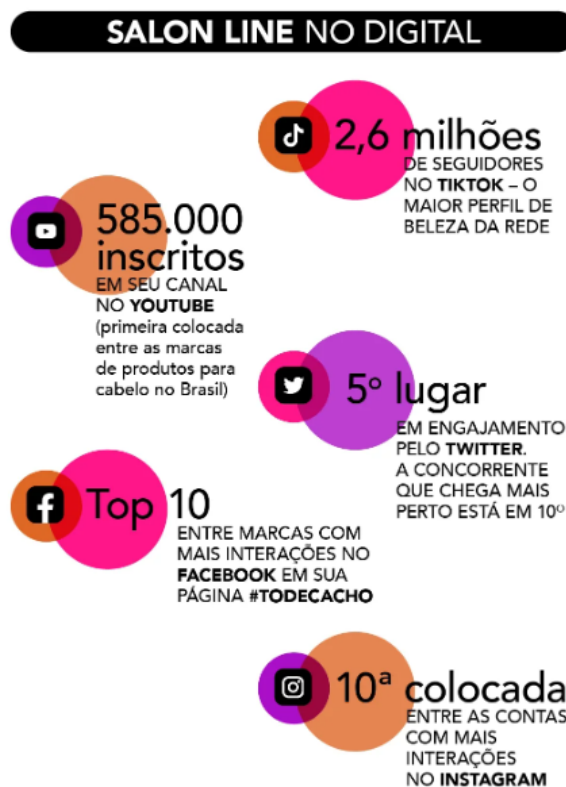 SALON LINE NO DIGITAL
2,6 milhões
DE SEGUIDORES
NO TIKTOK – O
MAIOR PERFIL DE
BELEZA DA REDE
585.000
inscritos
EM SEU CANAL
NO YOUTUBE
(primeira colocada
entre as marcas
de produtos para
cabelo no Brasil)
5º lugar
EM ENGAJAMENTO
PELO TWITTER.
A CONCORRENTE
QUE CHEGA MAIS
PERTO ESTÁ EM 10º
Top 10
ENTRE MARCAS COM
MAIS INTERAÇÕES NO
FACEBOOK EM SUA
PÁGINA #TODECACHO
10ª colocada
ENTRE AS CONTAS
COM MAIS
INTERAÇÕES
NO INSTAGRAM